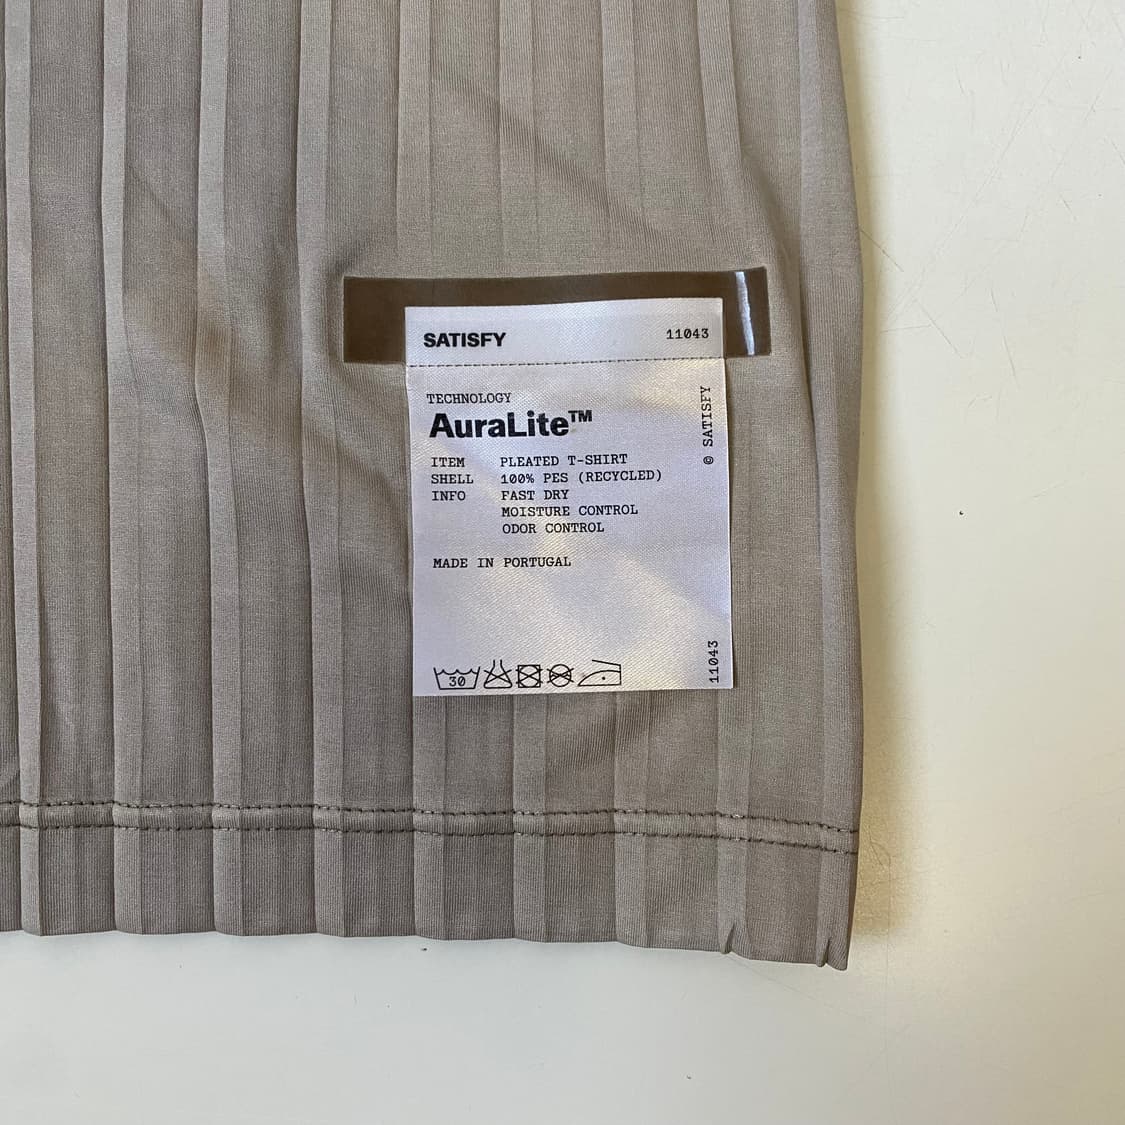 SATISFY 11043
TECHNOLOGY
AuraLite™
ITEM PLEATED T-SHIRT
SHELL 100% PES (RECYCLED)
INFO FAST DRY
MOISTURE CONTROL
ODOR CONTROL
MADE IN PORTUGAL
30
© SATISFY
11043